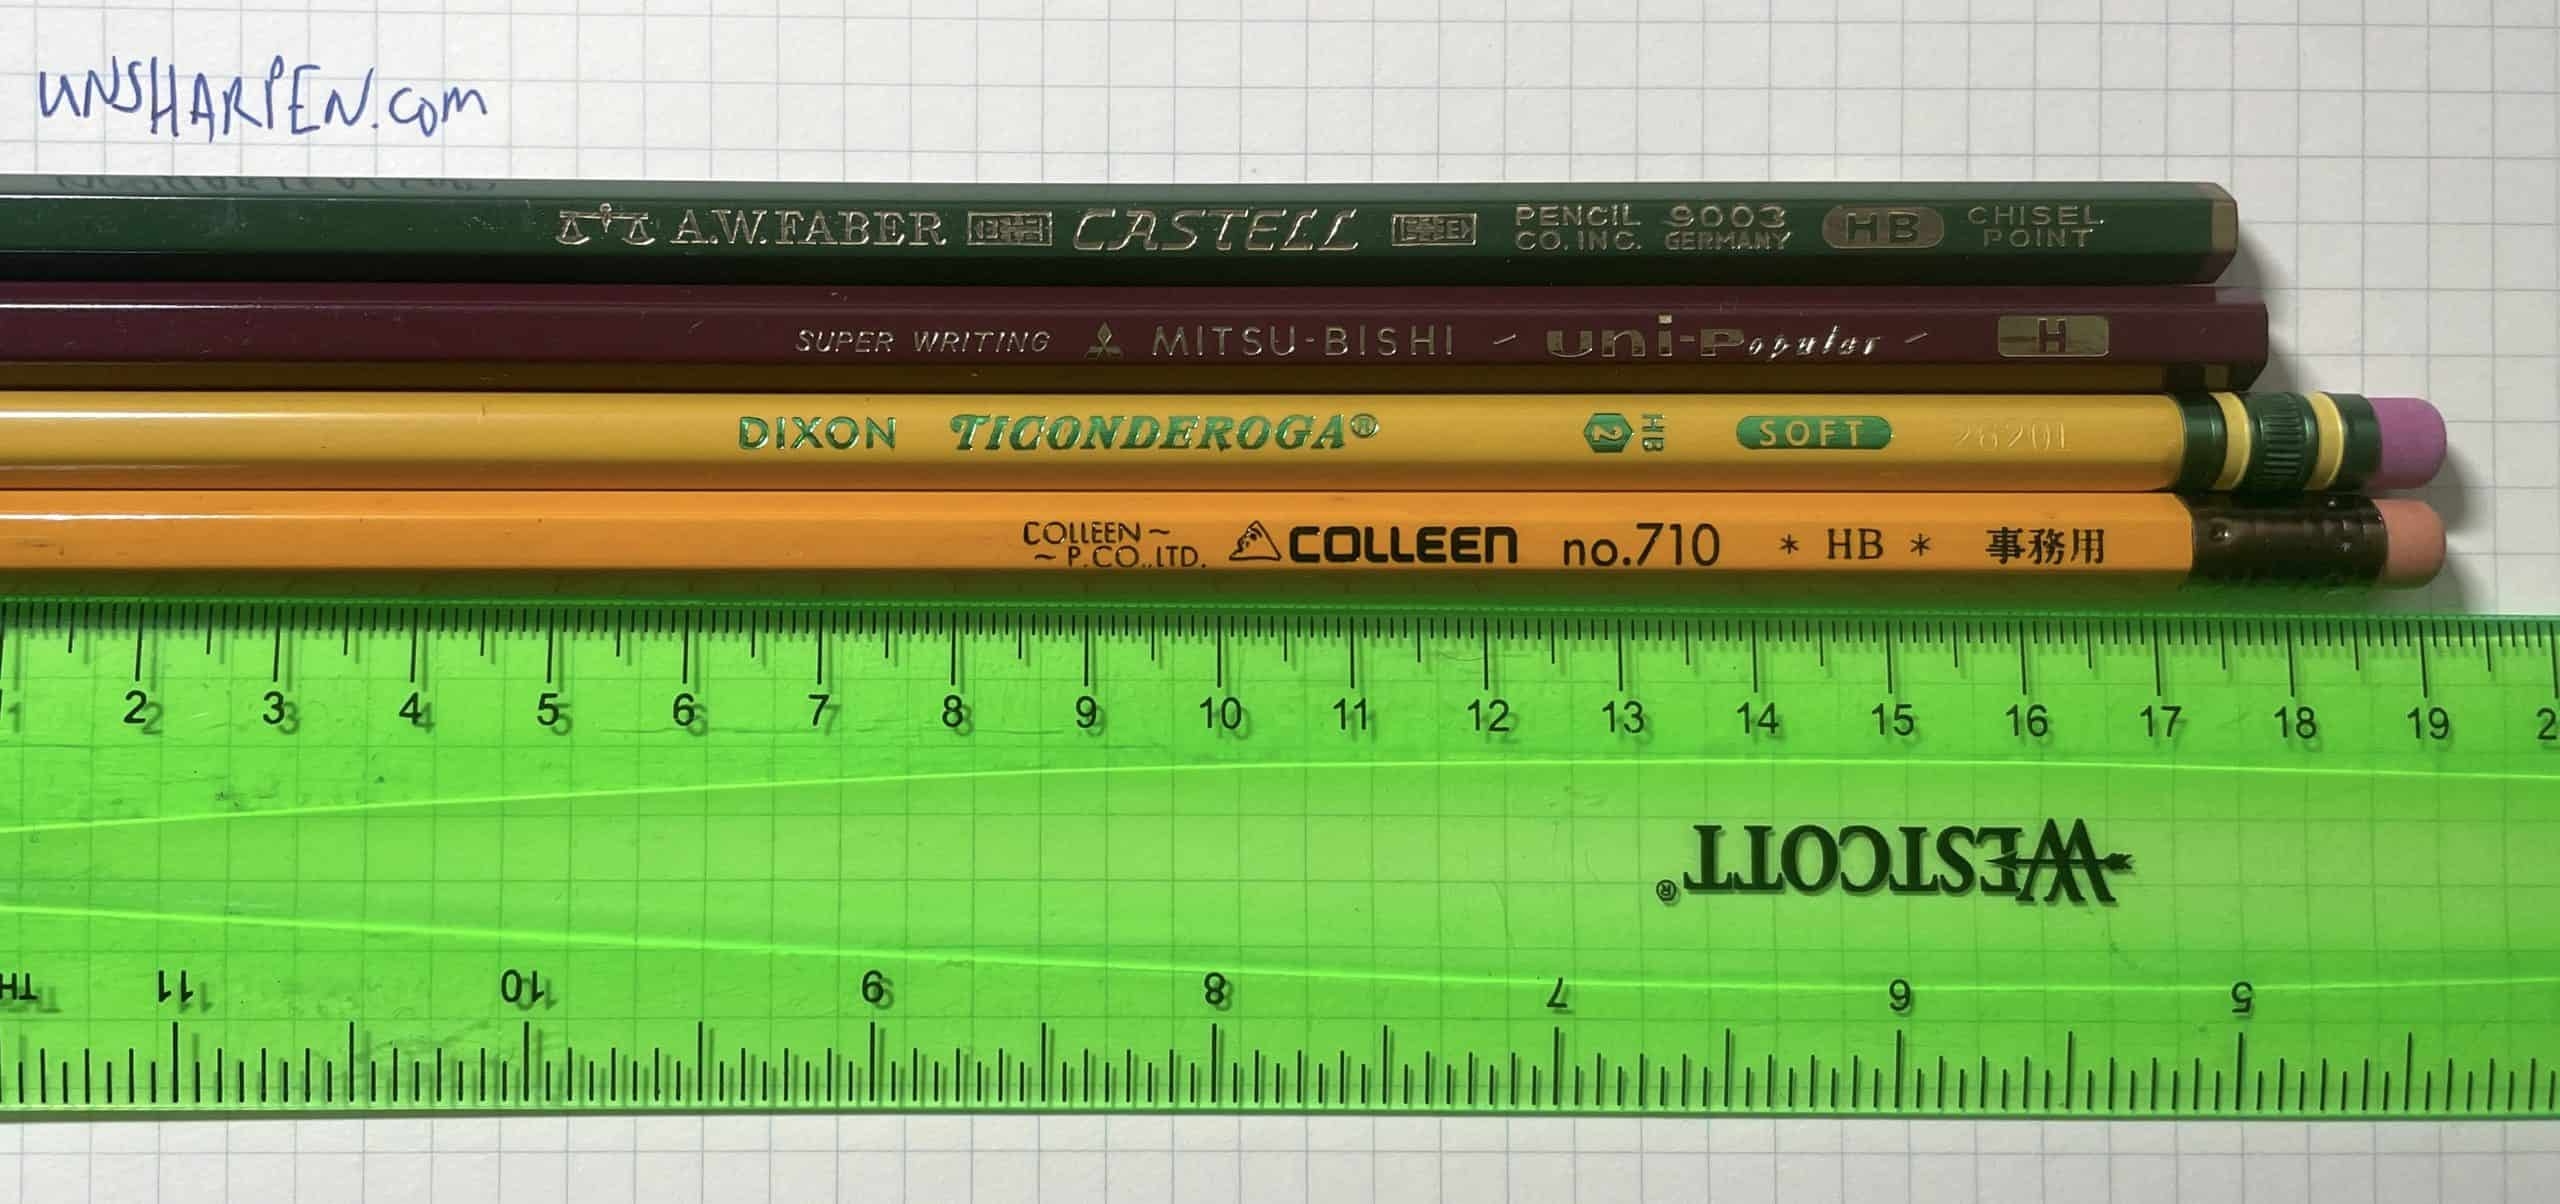 UNSHARPEN.com
A.W. FABER CASTELL PENCIL CO. INC. 9003 GERMANY HB CHISEL POINT
SUPER WRITING MITSU-BISHI - uni-Popular - H
DIXON TICONDEROGA® 2 HB SOFT 26201
COLLEEN ~ ~ P.CO.,LTD. COLLEEN no.710 * HB * 事務用
1 2 3 4 5 6 7 8 9 10 11 12 13 14 15 16 17 18 19 2
WESTCOTT®
TH 11 10 9 8 7 6 5